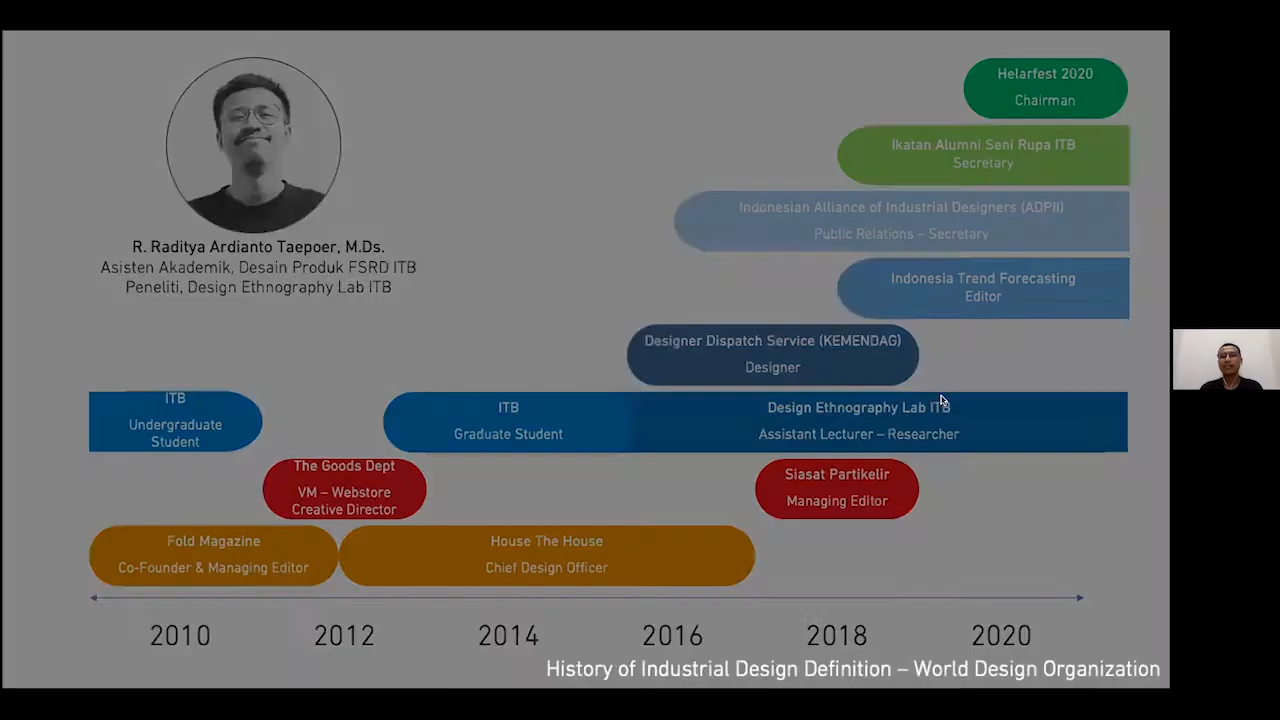 Helarfest 2020
Chairman
Ikatan Alumni Seni Rupa ITB
Secretary
Indonesian Alliance of Industrial Designers (ADPII)
Public Relations – Secretary
R. Raditya Ardianto Taepoer, M.Ds.
Asisten Akademik, Desain Produk FSRD ITB
Peneliti, Design Ethnography Lab ITB
Indonesia Trend Forecasting
Editor
Designer Dispatch Service (KEMENDAG)
Designer
ITB
Undergraduate
Student
ITB
Graduate Student
Design Ethnography Lab ITB
Assistant Lecturer – Researcher
The Goods Dept
VM – Webstore
Creative Director
Siasat Partikelir
Managing Editor
Fold Magazine
Co-Founder & Managing Editor
House The House
Chief Design Officer
2010 2012 2014 2016 2018 2020
History of Industrial Design Definition – World Design Organization